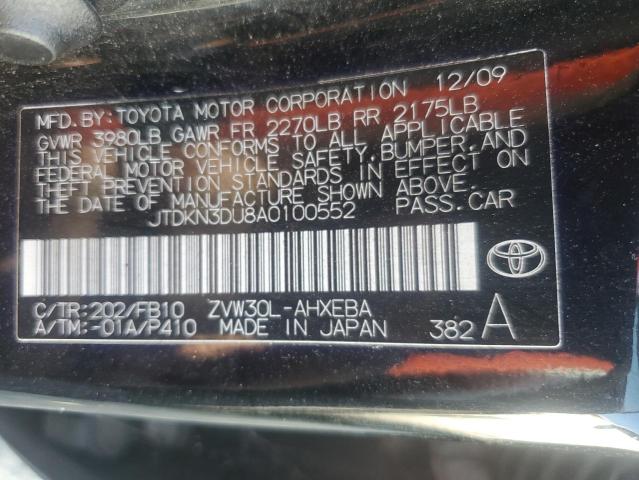 MFD. BY: TOYOTA MOTOR CORPORATION 12/09
GVWR 3980LB GAWR FR 2270LB RR 2175LB
THIS VEHICLE CONFORMS TO ALL APPLICABLE
FEDERAL MOTOR VEHICLE SAFETY, BUMPER, AND
THEFT PREVENTION STANDARDS IN EFFECT ON
THE DATE OF MANUFACTURE SHOWN ABOVE.
JTDKN3DU8A0100552 PASS. CAR
C/TR: 202/FB10 ZVW30L-AHXEBA
A/TM: -01A/P410 MADE IN JAPAN 382 A